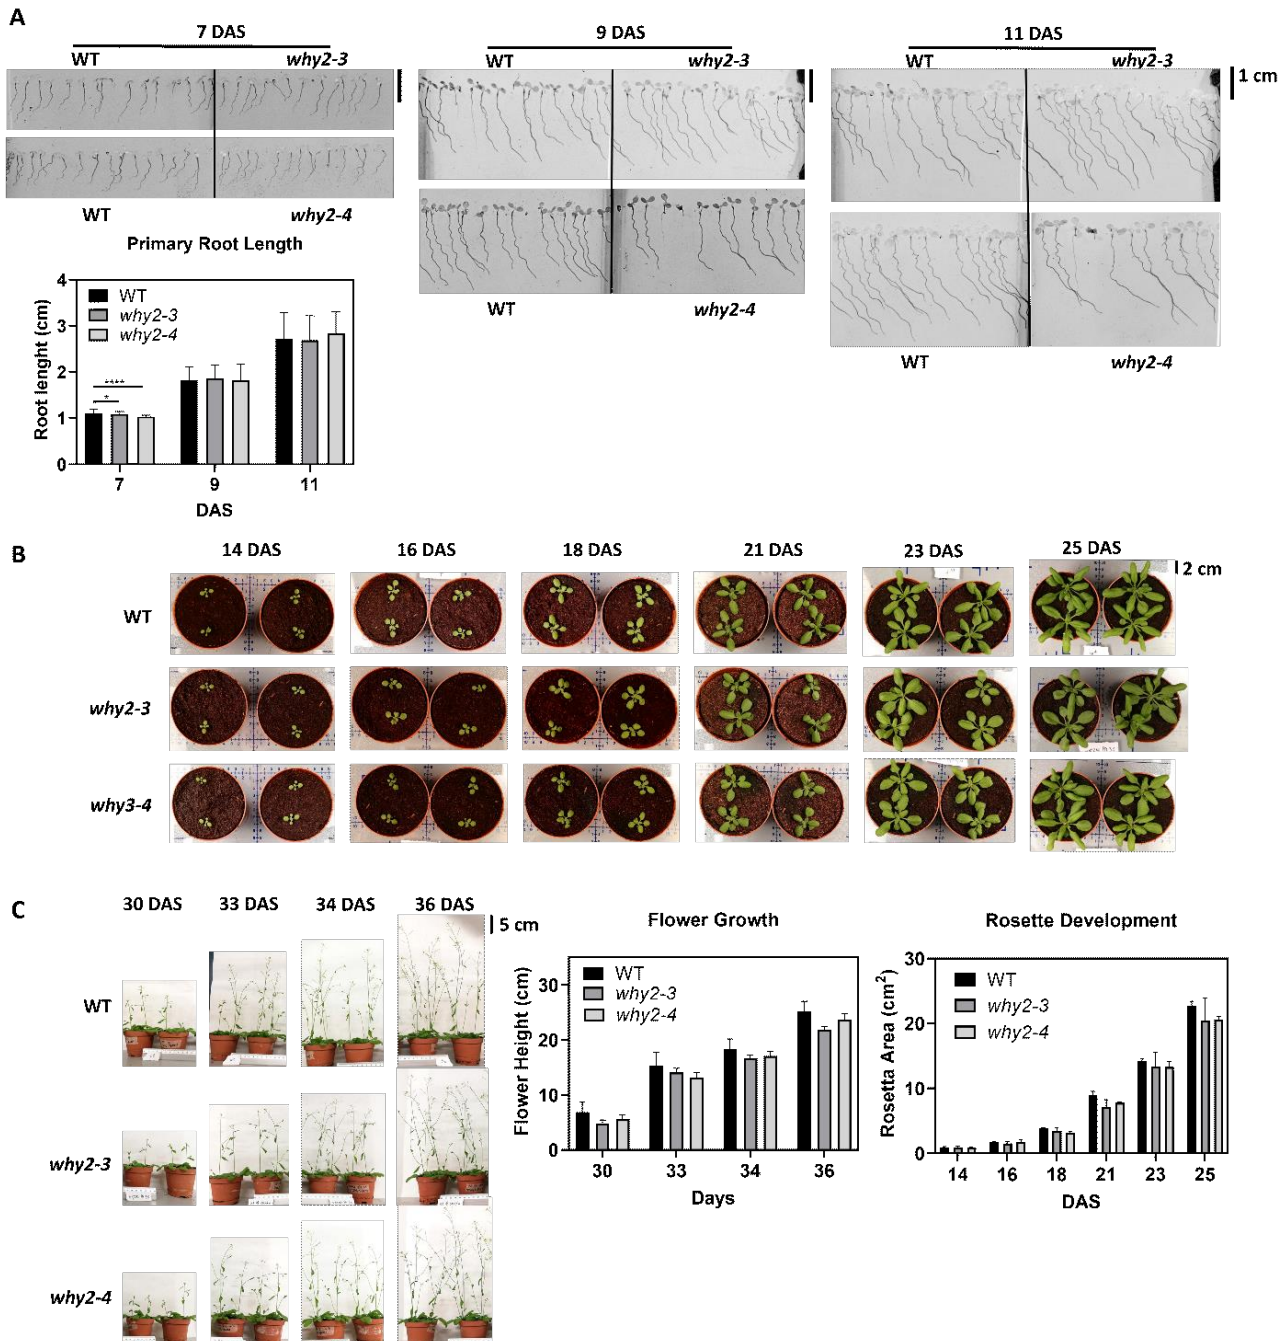 A
7 DAS
9 DAS
11 DAS
WT
why2-3
WT
why2-3
WT
why2-3
1 cm
WT
why2-4
WT
why2-4
WT
why2-4
Primary Root Length
Root lenght (cm)
4
3
2
1
0
WT
why2-3
why2-4
****
*
7
9
11
DAS
B
14 DAS
16 DAS
18 DAS
21 DAS
23 DAS
25 DAS
2 cm
WT
why2-3
why3-4
C
30 DAS
33 DAS
34 DAS
36 DAS
5 cm
WT
why2-3
why2-4
Flower Growth
Flower Height (cm)
30
20
10
0
WT
why2-3
why2-4
30
33
34
36
Days
Rosette Development
Rosetta Area (cm²)
30
20
10
0
WT
why2-3
why2-4
14
16
18
21
23
25
DAS